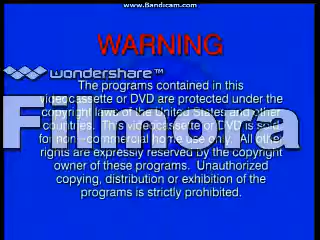 www.Bandicam.com
WARNING
wondershare™
The programs contained in this
videocassette or DVD are protected under the
copyright laws of the United States and other
countries. This videocassette or DVD is sold
for non-commercial home use only. All other
rights are expressly reserved by the copyright
owner of these programs. Unauthorized
copying, distribution or exhibition of the
programs is strictly prohibited.
Filmora